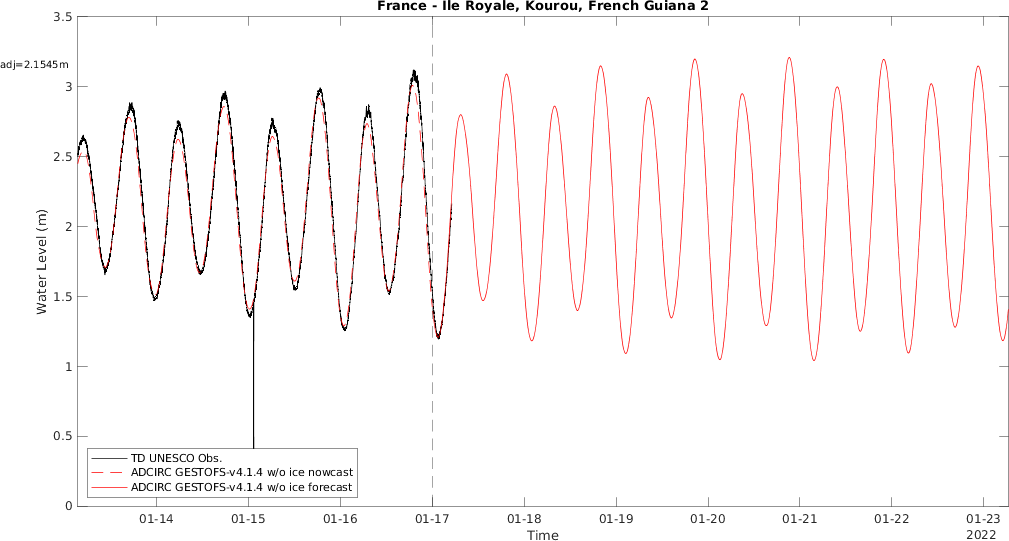 France - Ile Royale, Kourou, French Guiana 2
adj=2.1545m
3.5
3
2.5
2
1.5
1
0.5
0
Water Level (m)
TD UNESCO Obs.
ADCIRC GESTOFS-v4.1.4 w/o ice nowcast
ADCIRC GESTOFS-v4.1.4 w/o ice forecast
01-14 01-15 01-16 01-17 01-18 01-19 01-20 01-21 01-22 01-23
Time
2022